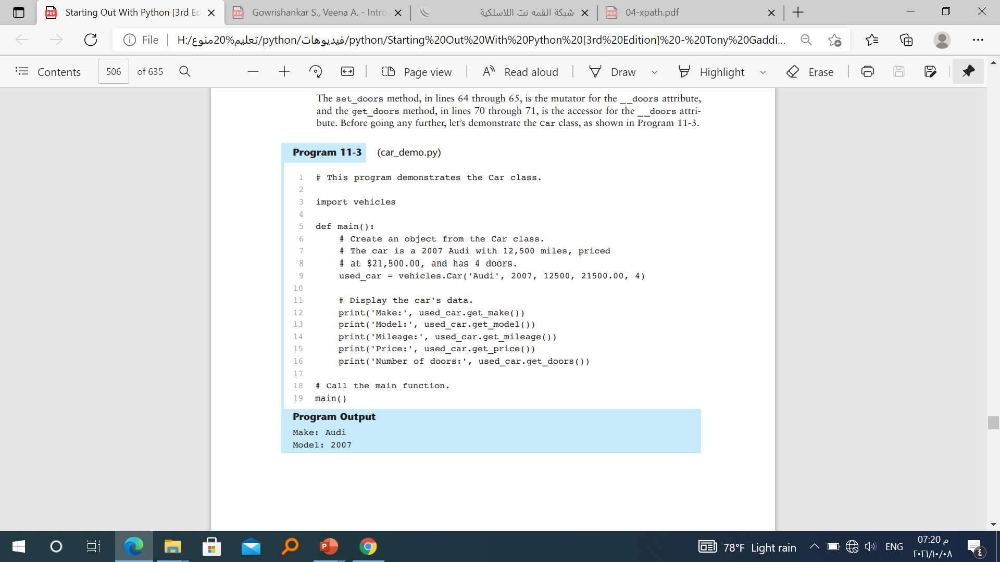 Starting Out With Python [3rd Ed
Gowrishankar S., Veena A. - Intro
شبكة القمه نت اللاسلكية
04-xpath.pdf
File
H:/تعليم%20منوع/python/فيديوهات/python/Starting%20Out%20With%20Python%20[3rd%20Edition]%20-%20Tony%20Gaddi...
Contents
506
of 635
Page view
Read aloud
Draw
Highlight
Erase
The set_doors method, in lines 64 through 65, is the mutator for the __doors attribute,
and the get_doors method, in lines 70 through 71, is the accessor for the __doors attri-
bute. Before going any further, let's demonstrate the Car class, as shown in Program 11-3.
Program 11-3 (car_demo.py)
1 # This program demonstrates the Car class.
2
3 import vehicles
4
5 def main():
6 # Create an object from the Car class.
7 # The car is a 2007 Audi with 12,500 miles, priced
8 # at $21,500.00, and has 4 doors.
9 used_car = vehicles.Car('Audi', 2007, 12500, 21500.00, 4)
10
11 # Display the car's data.
12 print('Make:', used_car.get_make())
13 print('Model:', used_car.get_model())
14 print('Mileage:', used_car.get_mileage())
15 print('Price:', used_car.get_price())
16 print('Number of doors:', used_car.get_doors())
17
18 # Call the main function.
19 main()
Program Output
Make: Audi
Model: 2007
78°F Light rain
ENG
07:20 م
٢٠٢١/١٠/٠٨
٤